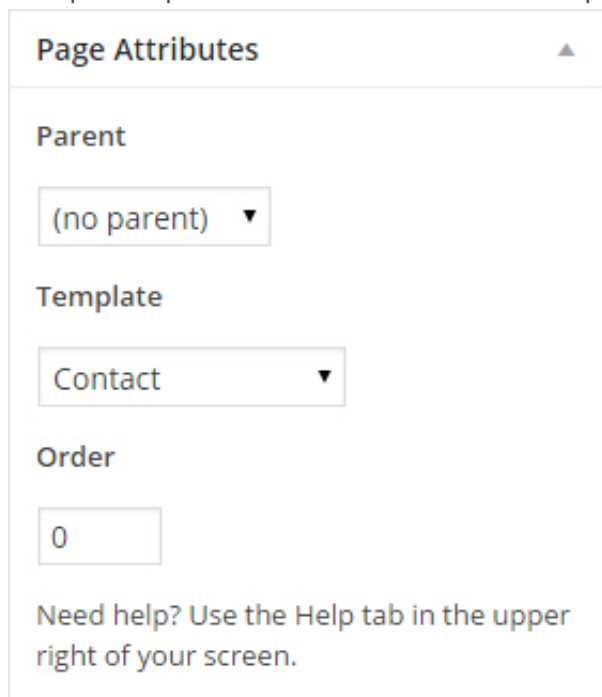 Page Attributes
Parent
(no parent)
Template
Contact
Order
0
Need help? Use the Help tab in the upper
right of your screen.